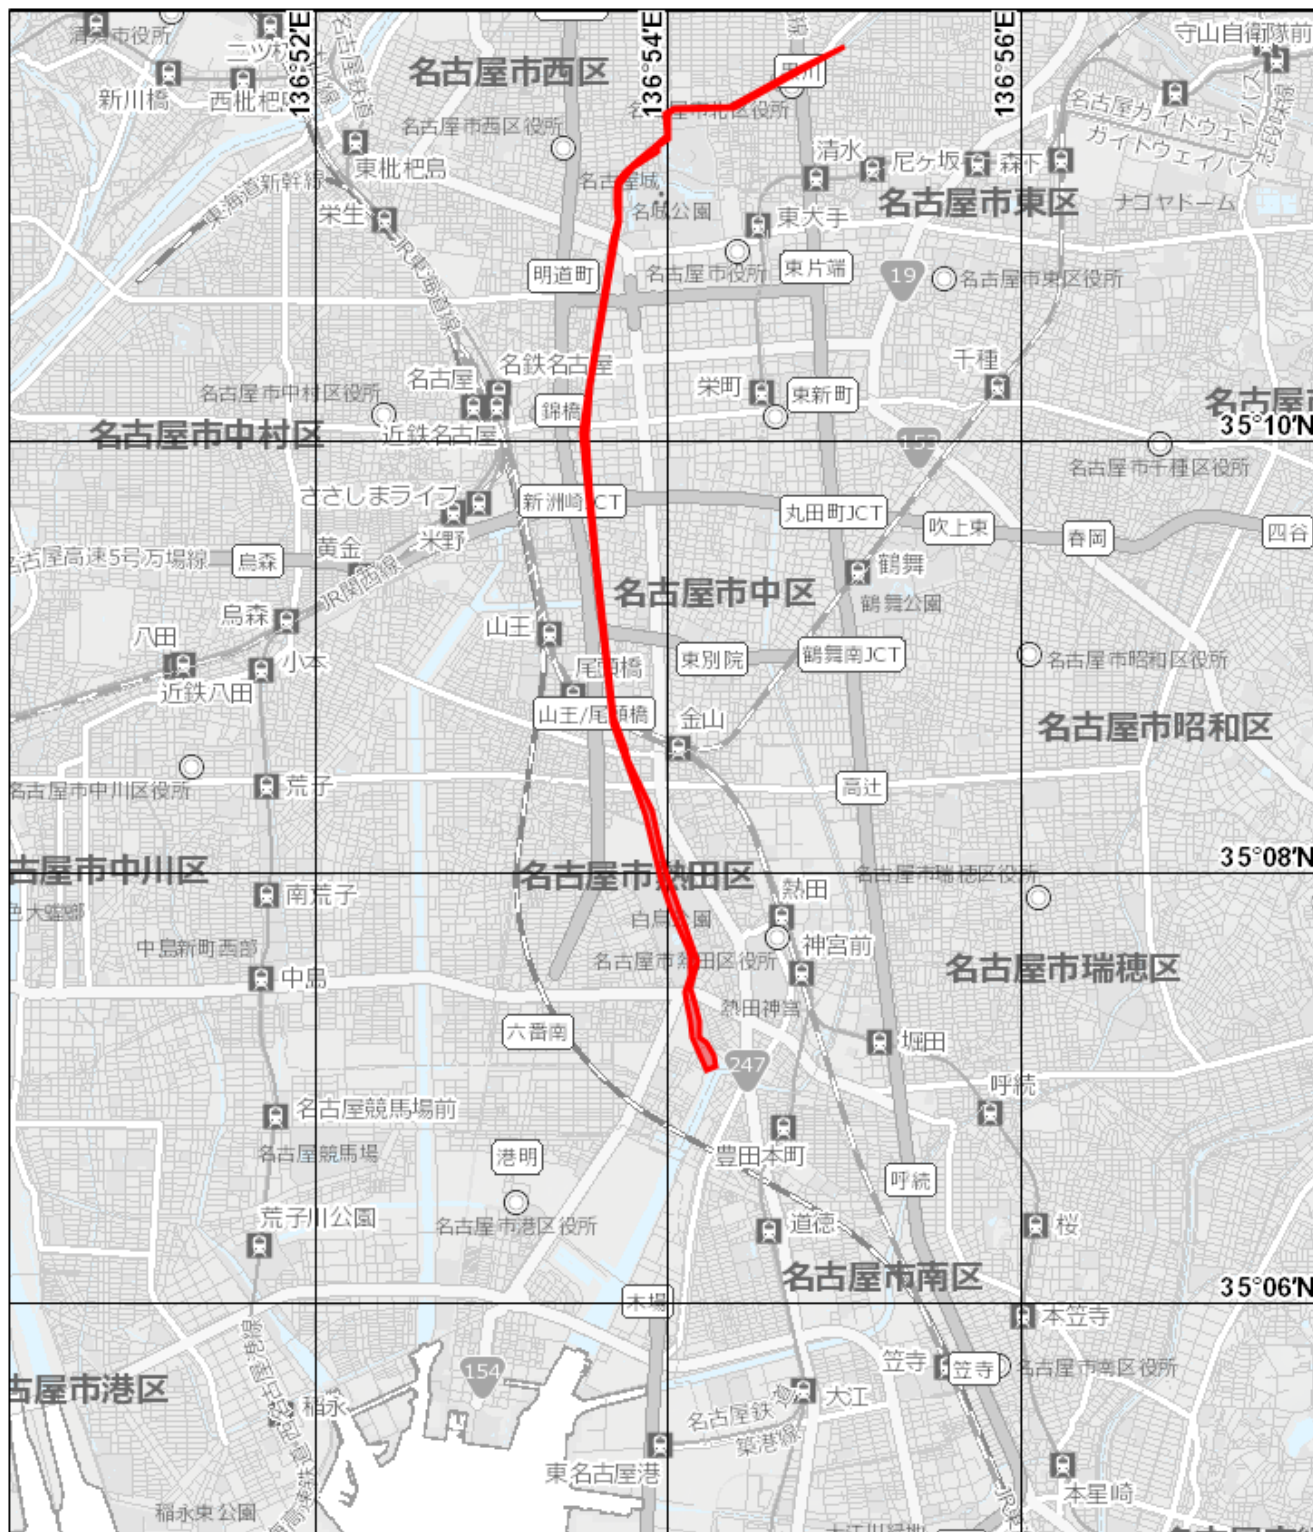 136°52'E
136°54'E
136°56'E
守山自衛隊前
名古屋市西区
黒川
新川橋
名古屋ガイドウェイバス
ガイドウェイバス
名古屋市北区役所
名古屋市西区役所
清水
尼ヶ坂
森下
東枇杷島
東海道新幹線
名古屋城
名城公園
名古屋市東区
ナゴヤドーム
栄生
東大手
JR東海道線
名古屋市役所
東片端
明道町
19
名古屋市東区役所
名鉄名古屋
千種
名古屋
名古屋市中村区役所
栄町
東新町
錦橋
名古屋市中村区
近鉄名古屋
153
35°10'N
名古屋市千種区役所
ささしまライブ
新洲崎JCT
丸田町JCT
吹上東
米野
春岡
四谷
名古屋高速5号万場線
烏森
黄金
JR関西線
鶴舞
名古屋市中区
鶴舞公園
烏森
山王
八田
小本
東別院
鶴舞南JCT
名古屋市昭和区役所
近鉄八田
尾頭橋
山王/尾頭橋
金山
名古屋市昭和区
荒子
名古屋市中川区役所
高辻
35°08'N
古屋市中川区
名古屋市熱田区
名古屋市瑞穂区役所
南荒子
熱田
白鳥公園
中島新町西部
名古屋市熱田区役所
神宮前
名古屋市瑞穂区
中島
熱田神宮
六番南
堀田
247
呼続
名古屋競馬場前
名古屋競馬場
港明
豊田本町
呼続
荒子川公園
名古屋市港区役所
道徳
桜
名古屋市南区
35°06'N
木場
本笠寺
笠寺
笠寺
名古屋市南区役所
154
古屋市港区
稲永
大江
名古屋鉄道
築港線
東名古屋港
本星崎
稲永東公園